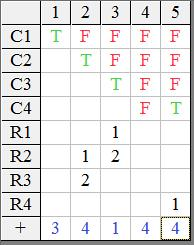 1 2 3 4 5
C1 T F F F F
C2 T F F F
C3 T F F
C4 F T
R1 1
R2 1 2
R3 2
R4 1
+ 3 4 1 4 4